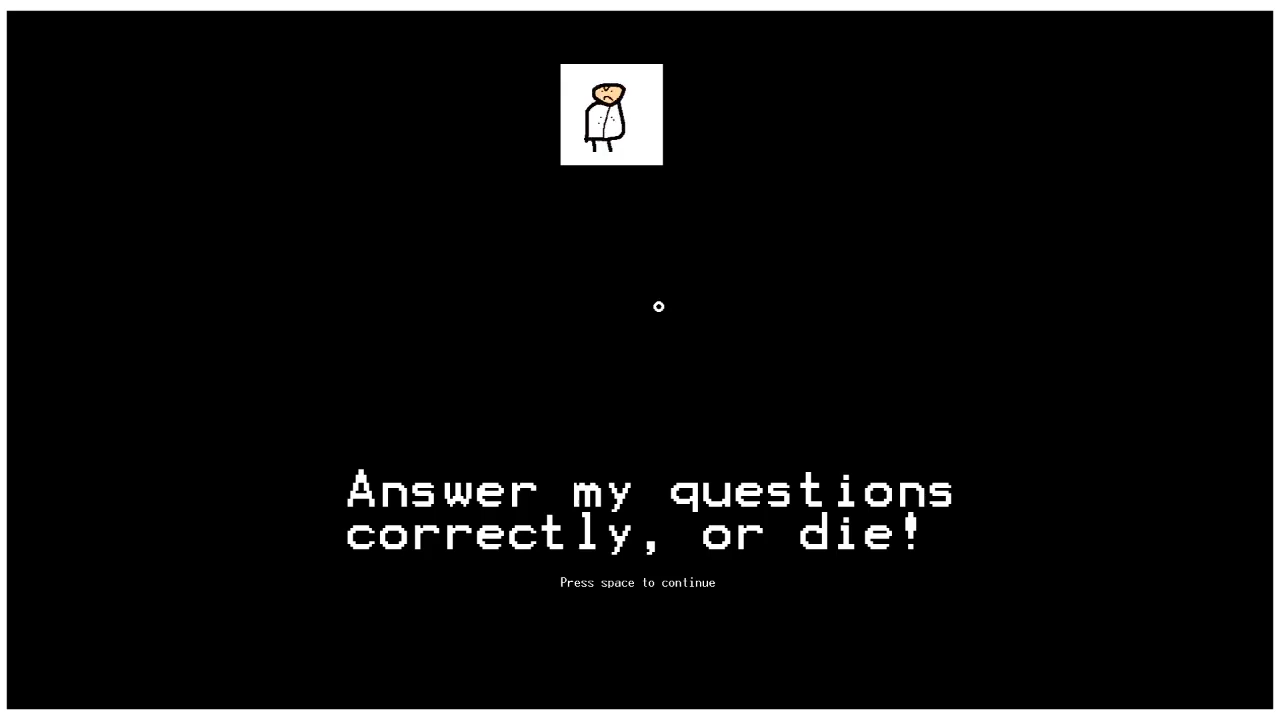 Answer my questions
correctly, or die!
Press space to continue